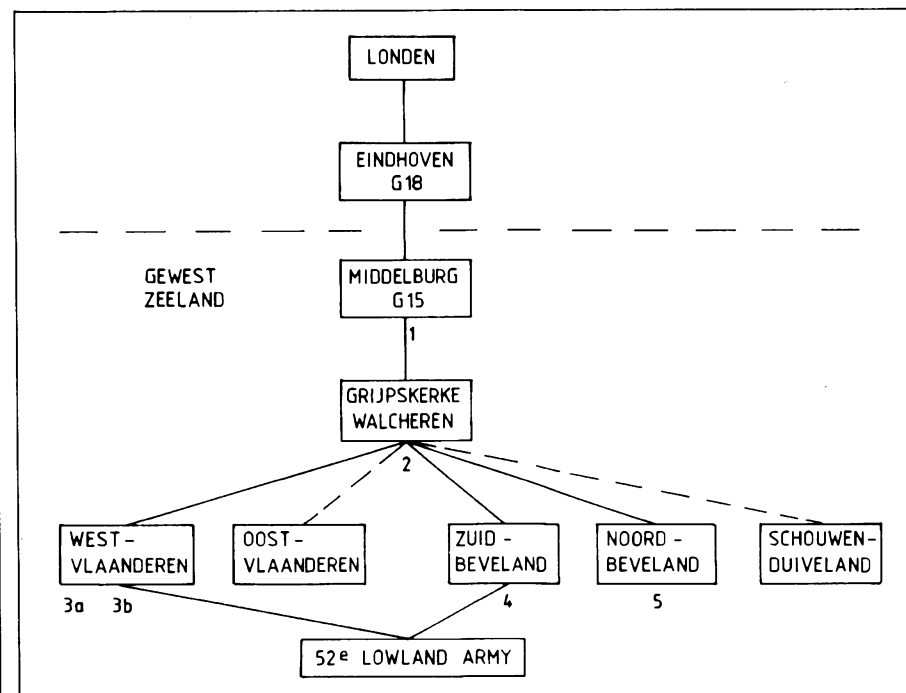 LONDEN
EINDHOVEN
G18
GEWEST
ZEELAND
MIDDELBURG
G15
1
GRIJPSKERKE
WALCHEREN
2
WEST-
VLAANDEREN
OOST-
VLAANDEREN
ZUID-
BEVELAND
NOORD-
BEVELAND
SCHOUWEN-
DUIVELAND
3a 3b
4
5
52e LOWLAND ARMY